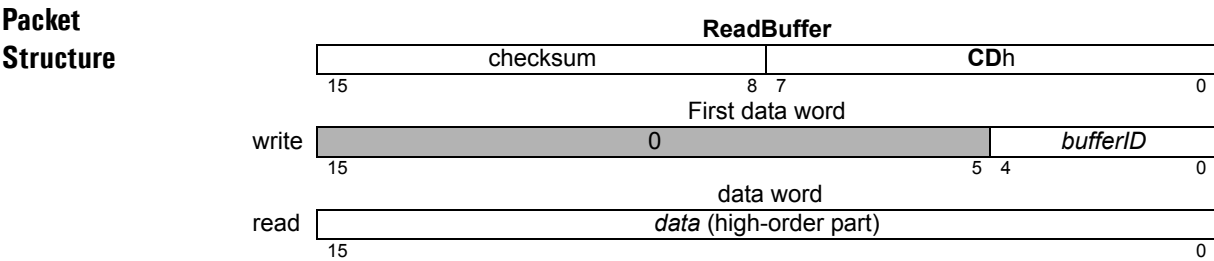 Packet
Structure
ReadBuffer
checksum CDh
15 8 7 0
First data word
write 0 bufferID
15 5 4 0
data word
read data (high-order part)
15 0